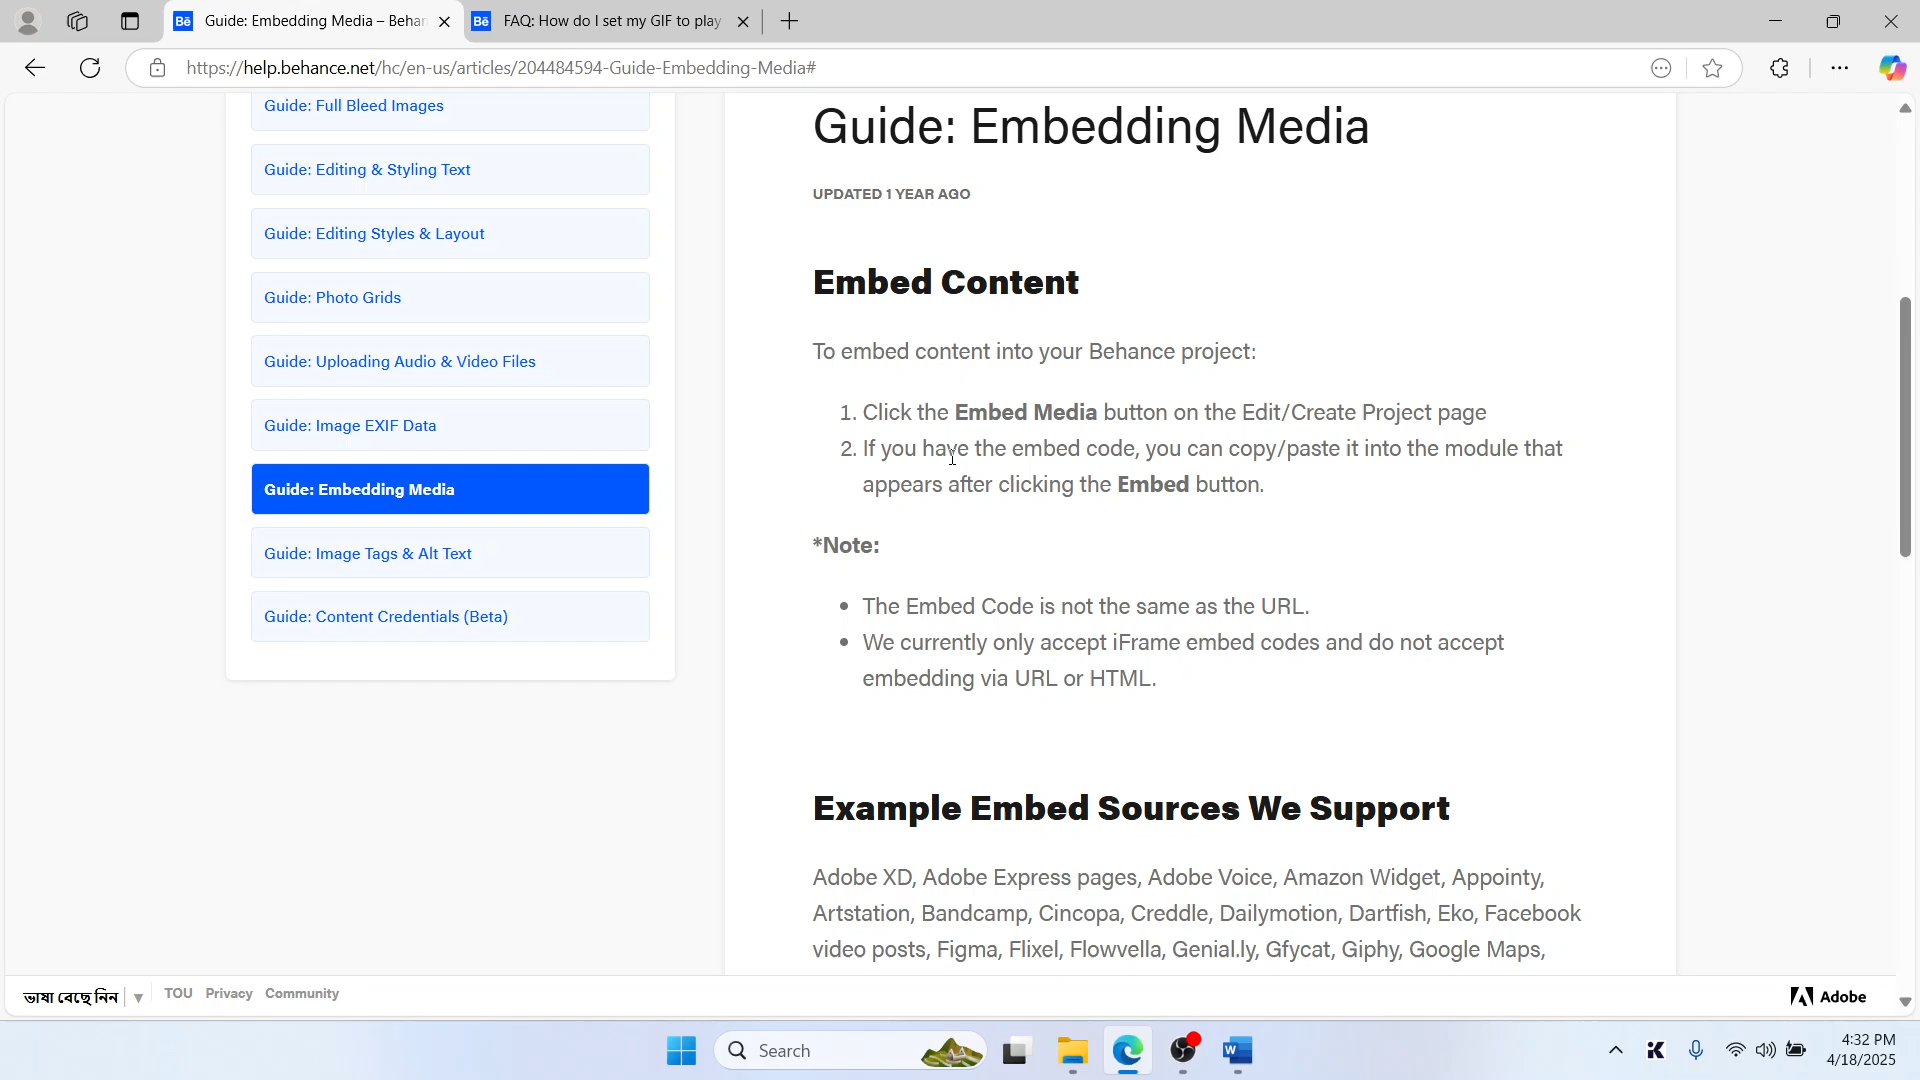 Guide: Embedding Media – Behan
FAQ: How do I set my GIF to play
https://help.behance.net/hc/en-us/articles/204484594-Guide-Embedding-Media#
Guide: Full Bleed Images
Guide: Editing & Styling Text
Guide: Editing Styles & Layout
Guide: Photo Grids
Guide: Uploading Audio & Video Files
Guide: Image EXIF Data
Guide: Embedding Media
Guide: Image Tags & Alt Text
Guide: Content Credentials (Beta)
Guide: Embedding Media
UPDATED 1 YEAR AGO
Embed Content
To embed content into your Behance project:
1. Click the Embed Media button on the Edit/Create Project page
2. If you have the embed code, you can copy/paste it into the module that
appears after clicking the Embed button.
*Note:
• The Embed Code is not the same as the URL.
• We currently only accept iFrame embed codes and do not accept
embedding via URL or HTML.
Example Embed Sources We Support
Adobe XD, Adobe Express pages, Adobe Voice, Amazon Widget, Appointy,
Artstation, Bandcamp, Cincopa, Creddle, Dailymotion, Dartfish, Eko, Facebook
video posts, Figma, Flixel, Flowvella, Genial.ly, Gfycat, Giphy, Google Maps,
ভাষা বেছে নিন
TOU Privacy Community
Adobe
Search
4:32 PM
4/18/2025